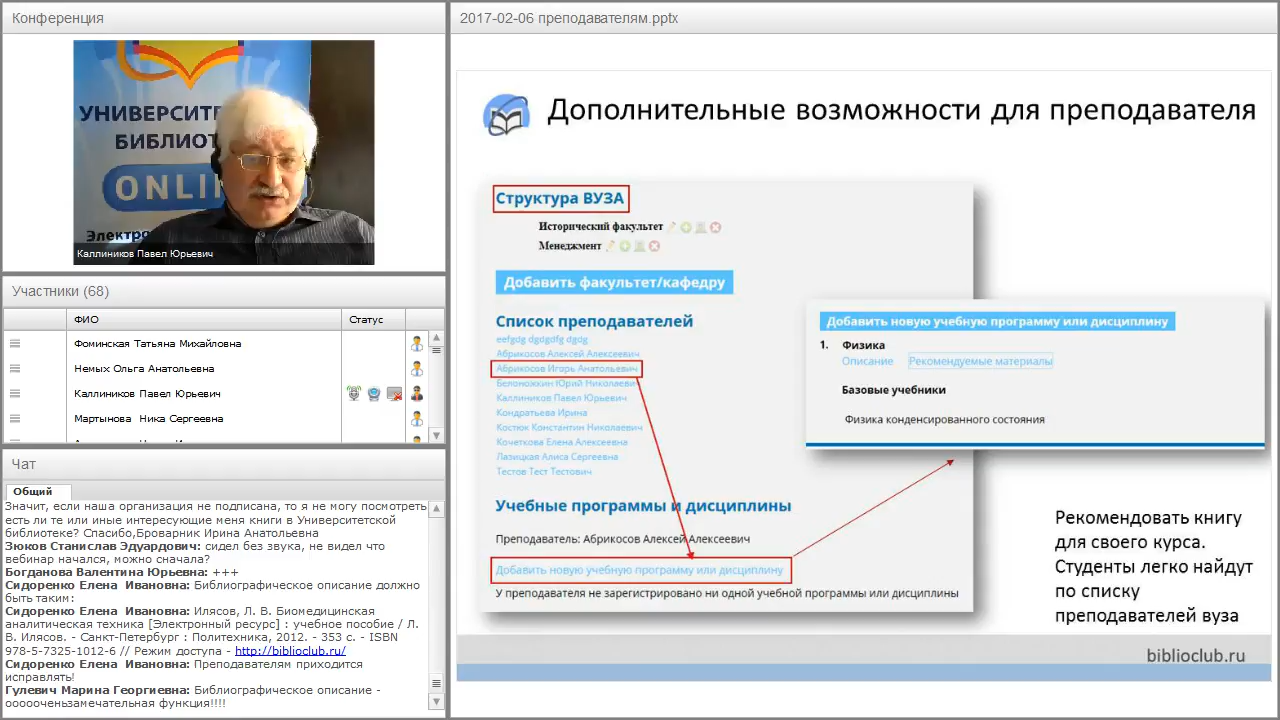 Конференция
УНИВЕРСИТЕ
БИБЛИОТ
ONLI
Электро
Каллиников Павел Юрьевич
Участники (68)
ФИО
Статус
Фоминская Татьяна Михайловна
Немых Ольга Анатольевна
Каллиников Павел Юрьевич
Мартынова Ника Сергеевна
Чат
Общий
Значит, если наша организация не подписана, то я не могу посмотреть
есть ли те или иные интересующие меня книги в Университетской
библиотеке? Спасибо,Броварник Ирина Анатольевна
Зюков Станислав Эдуардович: сидел без звука, не видел что
вебинар начался, можно сначала?
Богданова Валентина Юрьевна: +++
Сидоренко Елена Ивановна: Библиографическое описание должно
быть таким:
Сидоренко Елена Ивановна: Илясов, Л. В. Биомедицинская
аналитическая техника [Электронный ресурс] : учебное пособие / Л.
В. Илясов. - Санкт-Петербург : Политехника, 2012. - 353 с. - ISBN
978-5-7325-1012-6 // Режим доступа - http://biblioclub.ru/
Сидоренко Елена Ивановна: Преподавателям приходится
исправлять!
Гулевич Марина Георгиевна: Библиографическое описание -
оооооченьзамечательная функция!!!!
2017-02-06 преподавателям.pptx
Дополнительные возможности для преподавателя
Структура ВУЗА
Исторический факультет
Менеджмент
Добавить факультет/кафедру
Список преподавателей
eefgdg dgdgdfg dgdg
Абрикосов Алексей Алексеевич
Абрикосов Игорь Анатольевич
Белоножкин Юрий Николаевич
Каллиников Павел Юрьевич
Кондратьева Ирина
Костюк Константин Николаевич
Кочеткова Елена Алексеевна
Лазицкая Алиса Сергеевна
Тестов Тест Тестович
Учебные программы и дисциплины
Преподаватель: Абрикосов Алексей Алексеевич
Добавить новую учебную программу или дисциплину
У преподавателя не зарегистрировано ни одной учебной программы или дисциплины
Добавить новую учебную программу или дисциплину
1. Физика
Описание Рекомендуемые материалы
Базовые учебники
Физика конденсированного состояния
Рекомендовать книгу
для своего курса.
Студенты легко найдут
по списку
преподавателей вуза
biblioclub.ru